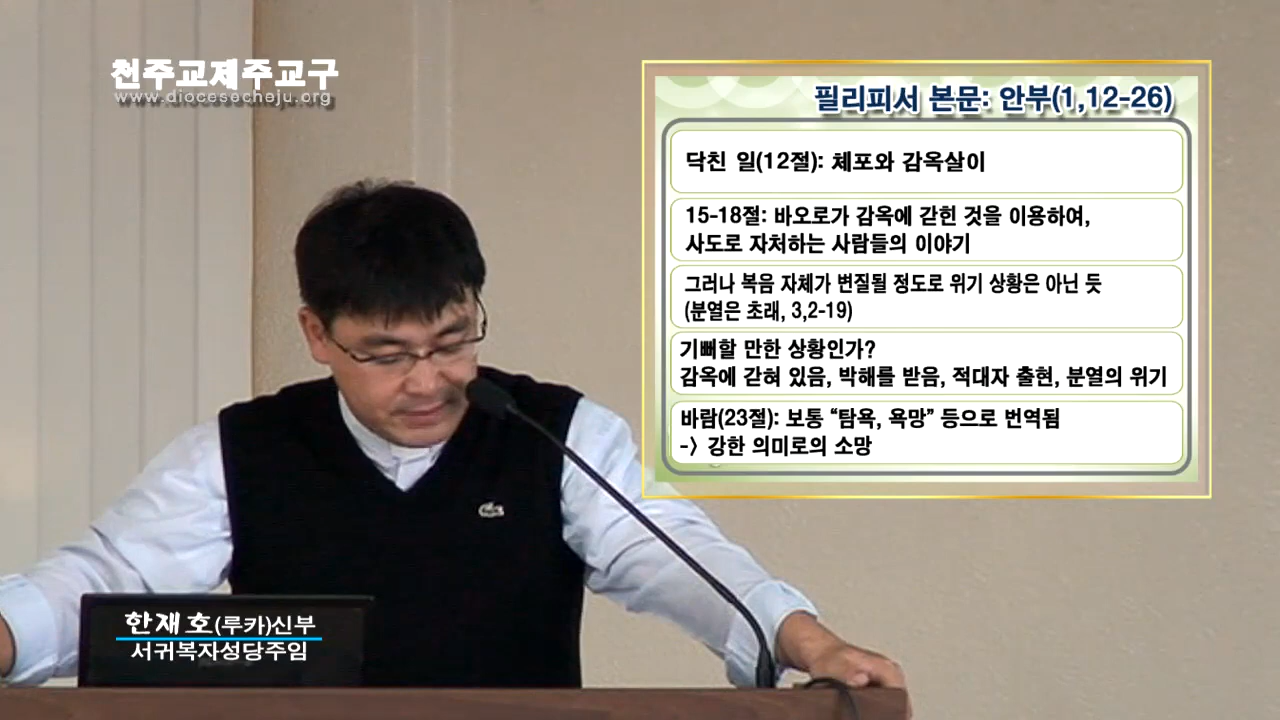 천주교제주교구
www.diocesecheju.org
필리피서 본문: 안부(1,12-26)
닥친 일(12절): 체포와 감옥살이
15-18절: 바오로가 감옥에 갇힌 것을 이용하여,
사도로 자처하는 사람들의 이야기
그러나 복음 자체가 변질될 정도로 위기 상황은 아닌 듯
(분열은 초래, 3,2-19)
기뻐할 만한 상황인가?
감옥에 갇혀 있음, 박해를 받음, 적대자 출현, 분열의 위기
바람(23절): 보통 “탐욕, 욕망” 등으로 번역됨
-> 강한 의미로의 소망
한재호(루카)신부
서귀복자성당주임